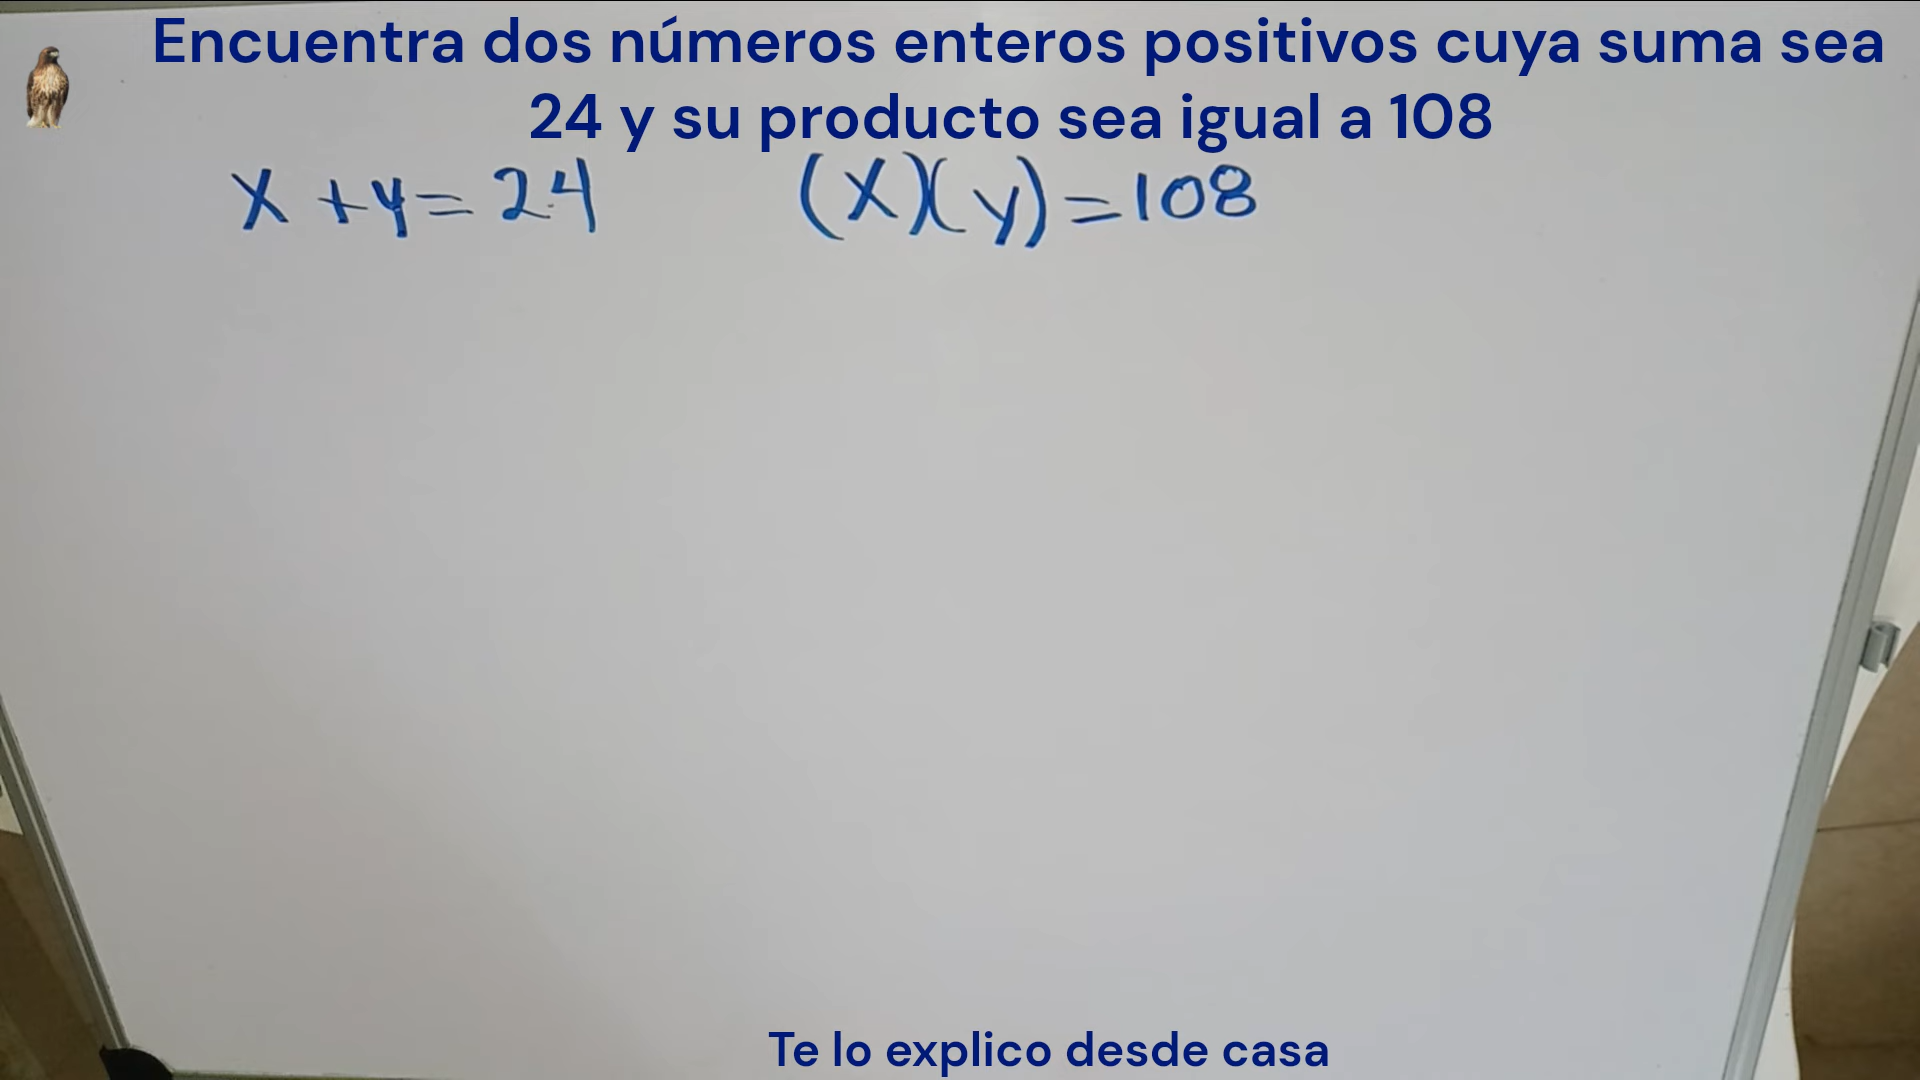 Encuentra dos números enteros positivos cuya suma sea
24 y su producto sea igual a 108
x + y = 24 (x)(y) = 108
Te lo explico desde casa